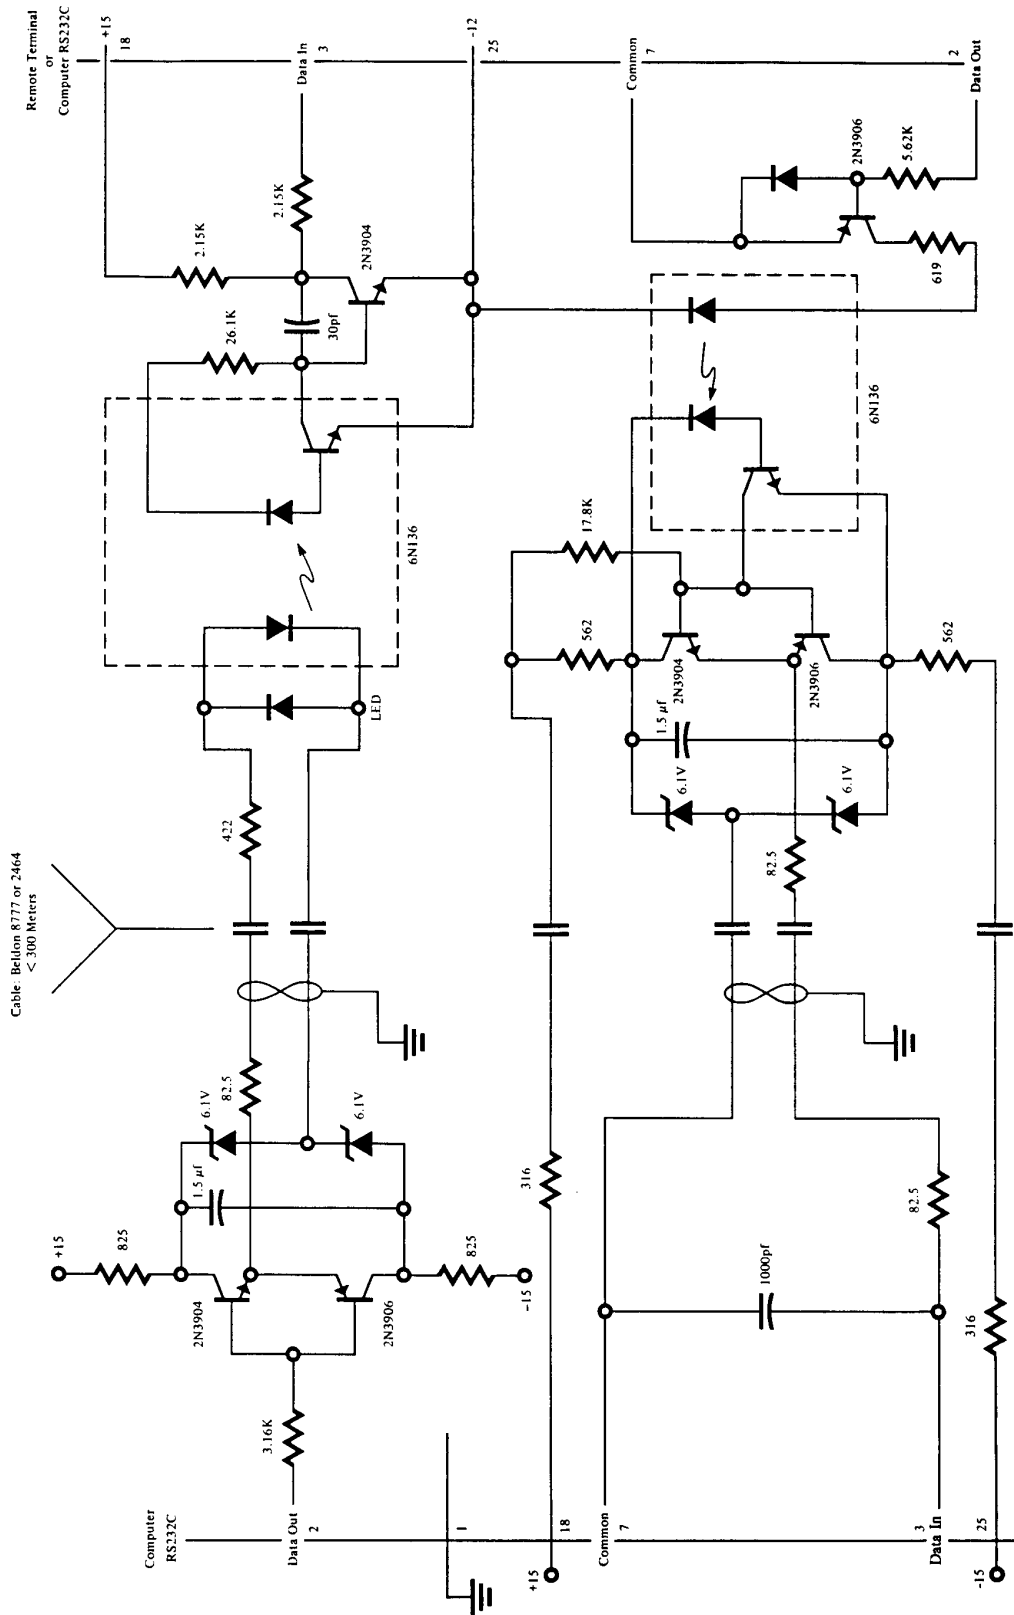 Remote Terminal
or
Computer RS232C
+15
18
Data In
3
-12
25
Common
7
2
Data Out
2.15K
2.15K
26.1K
30pf
2N3904
6N136
2N3906
5.62K
619
6N136
LED
422
Cable: Beldon 8777 or 2464
< 300 Meters
82.5
6.1V
6.1V
1.5 µf
+15
825
825
-15
2N3904
2N3906
3.16K
Computer
RS232C
Data Out
2
1
17.8K
562
562
2N3904
2N3906
1.5 µf
6.1V
6.1V
82.5
316
82.5
1000pf
316
+15
18
Common
7
3
Data In
25
-15